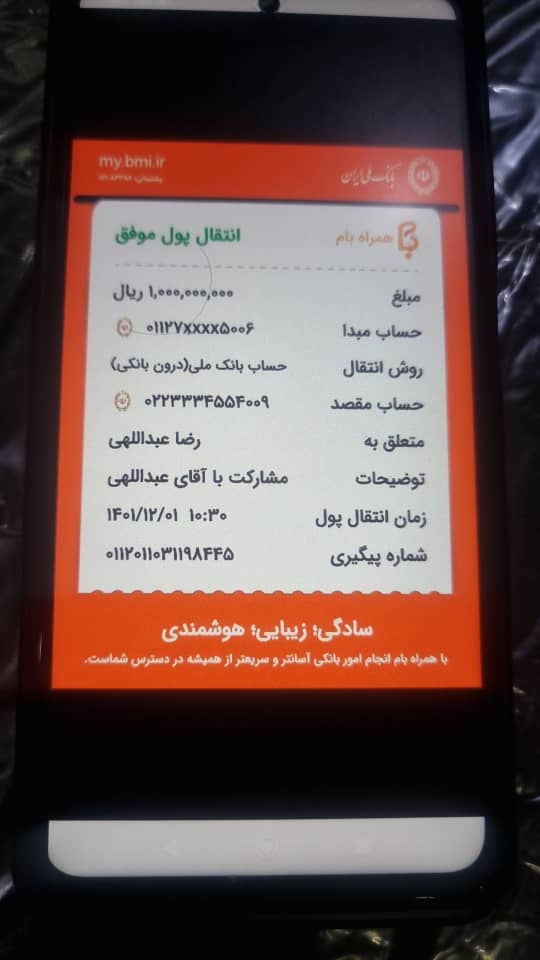 بانک ملی ایران
my.bmi.ir
همراه بام
انتقال پول موفق
مبلغ ۱,۰۰۰,۰۰۰,۰۰۰ ریال
حساب مبدا ۰۱۱۲۷xxxx۵۰۰۶
روش انتقال حساب بانک ملی(درون بانکی)
حساب مقصد ۰۲۲۳۳۳۴۵۵۴۰۰۹
متعلق به رضا عبداللهی
توضیحات مشارکت با آقای عبداللهی
زمان انتقال پول ۱۰:۳۰ ۱۴۰۱/۱۲/۰۱
شماره پیگیری ۰۱۱۲۰۱۱۰۳۱۱۹۸۴۴۵
سادگی؛ زیبایی؛ هوشمندی
با همراه بام انجام امور بانکی آسانتر و سریعتر از همیشه در دسترس شماست.